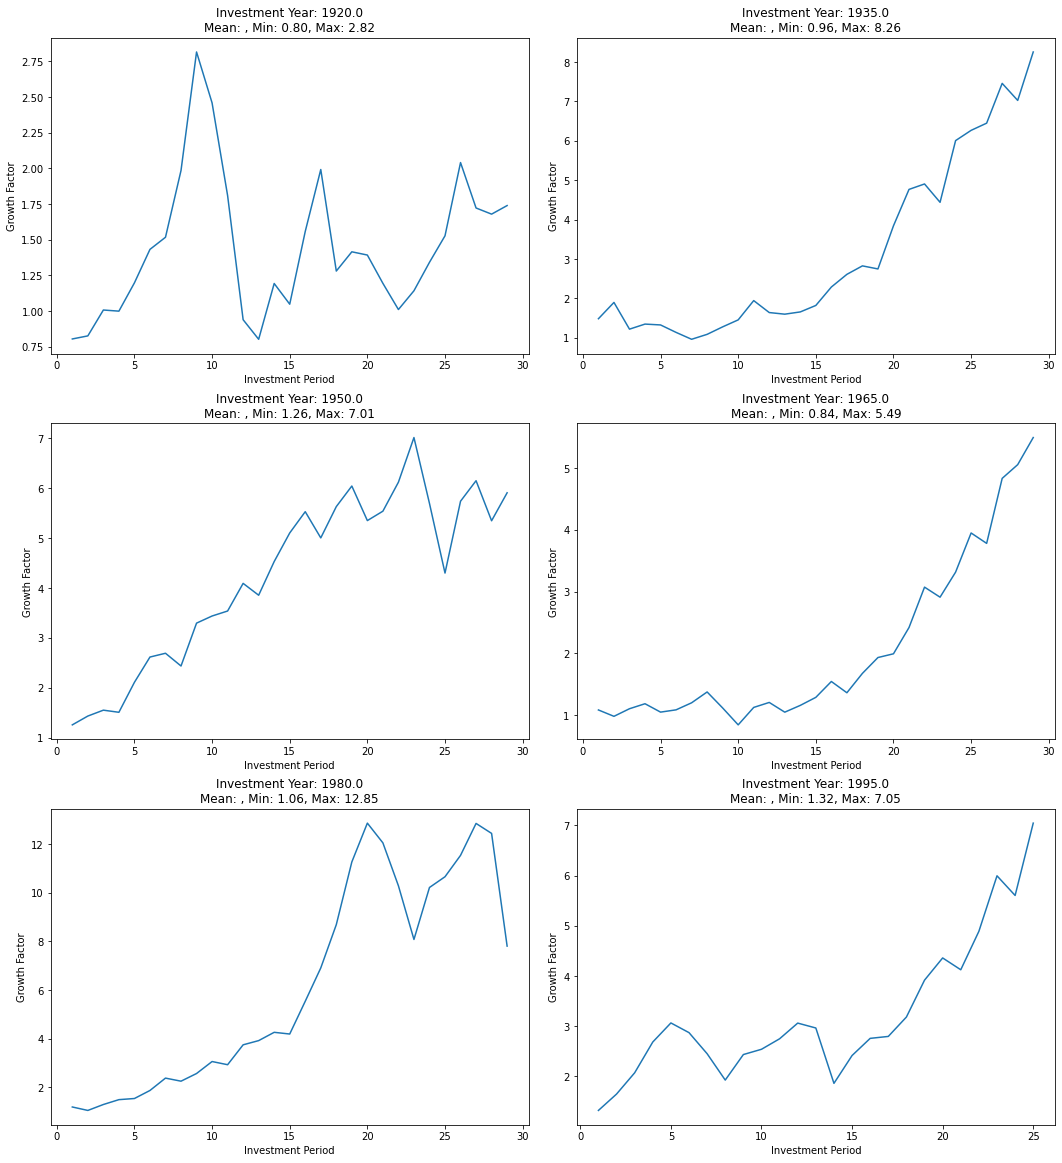 Investment Year: 1920.0
Mean: , Min: 0.80, Max: 2.82
Growth Factor
2.75
2.50
2.25
2.00
1.75
1.50
1.25
1.00
0.75
0 5 10 15 20 25 30
Investment Period
Investment Year: 1935.0
Mean: , Min: 0.96, Max: 8.26
Growth Factor
8
7
6
5
4
3
2
1
0 5 10 15 20 25 30
Investment Period
Investment Year: 1950.0
Mean: , Min: 1.26, Max: 7.01
Growth Factor
7
6
5
4
3
2
1
0 5 10 15 20 25 30
Investment Period
Investment Year: 1965.0
Mean: , Min: 0.84, Max: 5.49
Growth Factor
5
4
3
2
1
0 5 10 15 20 25 30
Investment Period
Investment Year: 1980.0
Mean: , Min: 1.06, Max: 12.85
Growth Factor
12
10
8
6
4
2
0 5 10 15 20 25 30
Investment Period
Investment Year: 1995.0
Mean: , Min: 1.32, Max: 7.05
Growth Factor
7
6
5
4
3
2
5 10 15 20 25
Investment Period